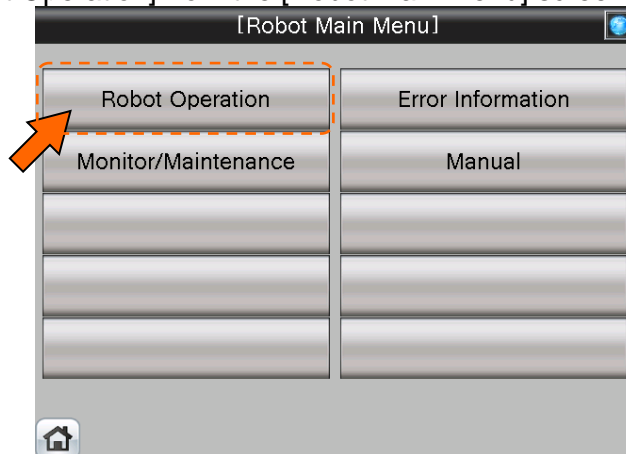 [Robot Main Menu]
Robot Operation
Error Information
Monitor/Maintenance
Manual